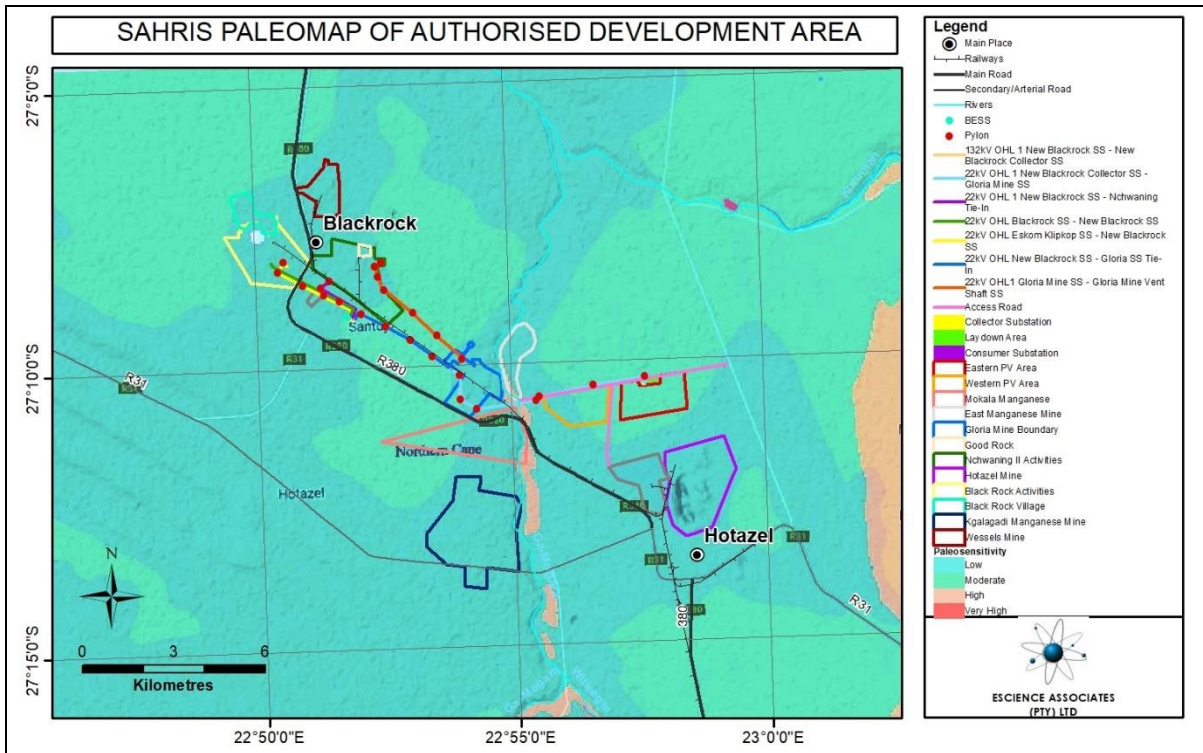 SAHRIS PALEOMAP OF AUTHORISED DEVELOPMENT AREA
27°5'0"S
27°10'0"S
27°15'0"S
22°50'0"E
22°55'0"E
23°0'0"E
Blackrock
R31
R380
R31
R31
R380
Northern Cape
Hotazel
R31
Hotazel
R31
R31
380
N
0 3 6
Kilometres
Legend
Main Place
Railways
Main Road
Secondary/Arterial Road
Rivers
BESS
Pylon
132kV OHL 1 New Blackrock SS - New
Blackrock Collector SS
22kV OHL 1 New Blackrock Collector SS -
Gloria Mine SS
22kV OHL 1 New Blackrock SS - Nchwaning
Tie-In
22kV OHL Blackrock SS - New Blackrock SS
22kV OHL Eskom Klipkop SS - New Blackrock
SS
22kV OHL New Blackrock SS - Gloria SS Tie-
In
22kV OHL1 Gloria Mine SS - Gloria Mine Vent
Shaft SS
Access Road
Collector Substation
Laydown Area
Consumer Substation
Eastern PV Area
Western PV Area
Mokala Manganese
East Manganese Mine
Gloria Mine Boundary
Good Rock
Nchwaning II Activities
Hotazel Mine
Black Rock Activities
Black Rock Village
Kgalagadi Manganese Mine
Wessels Mine
Paleosensitivity
Low
Moderate
High
Very High
ESCIENCE ASSOCIATES
(PTY) LTD